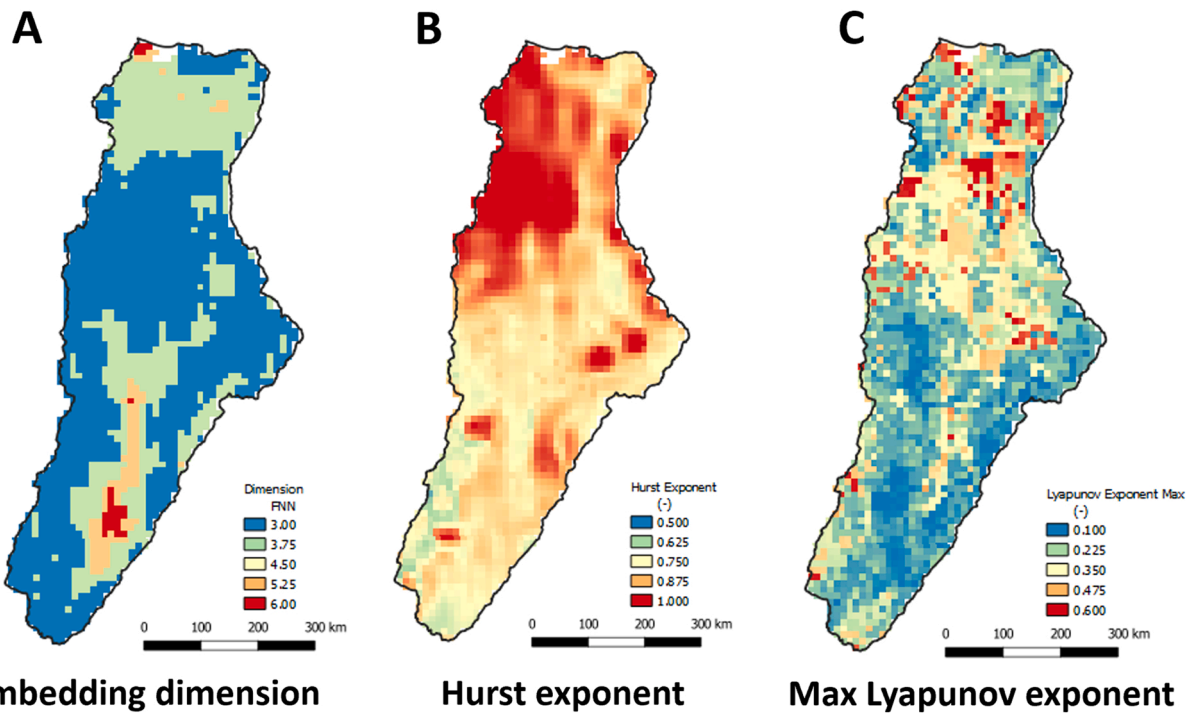 A
B
C
Dimension
FNN
3.00
3.75
4.50
5.25
6.00
0 100 200 300 km
Hurst Exponent
(-)
0.500
0.625
0.750
0.875
1.000
0 100 200 300 km
Lyapunov Exponent Max
(-)
0.100
0.225
0.350
0.475
0.600
0 100 200 300 km
mbedding dimension
Hurst exponent
Max Lyapunov exponent